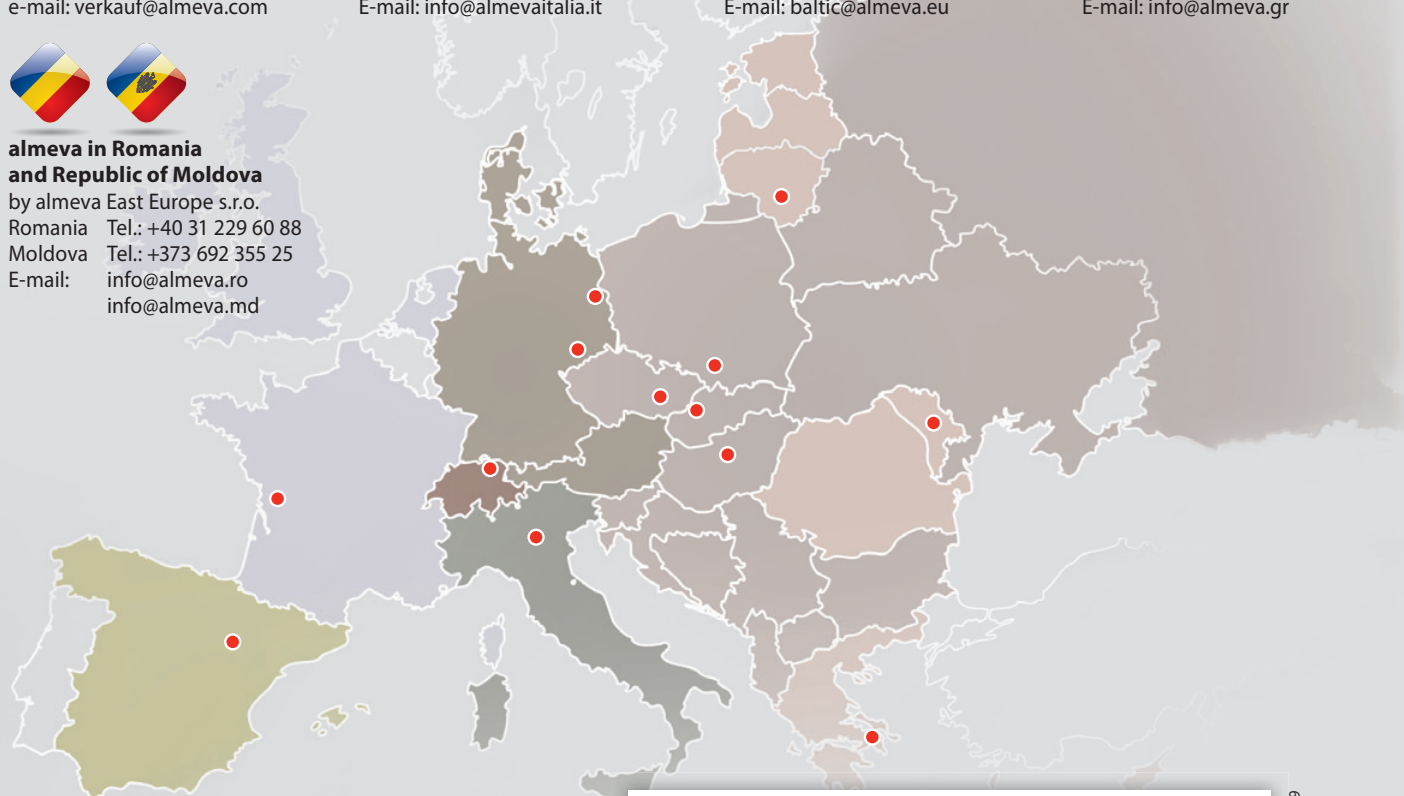 e-mail: verkauf@almeva.com
E-mail: info@almevaitalia.it
E-mail: baltic@almeva.eu
E-mail: info@almeva.gr
almeva in Romania
and Republic of Moldova
by almeva East Europe s.r.o.
Romania Tel.: +40 31 229 60 88
Moldova Tel.: +373 692 355 25
E-mail: info@almeva.ro
info@almeva.md